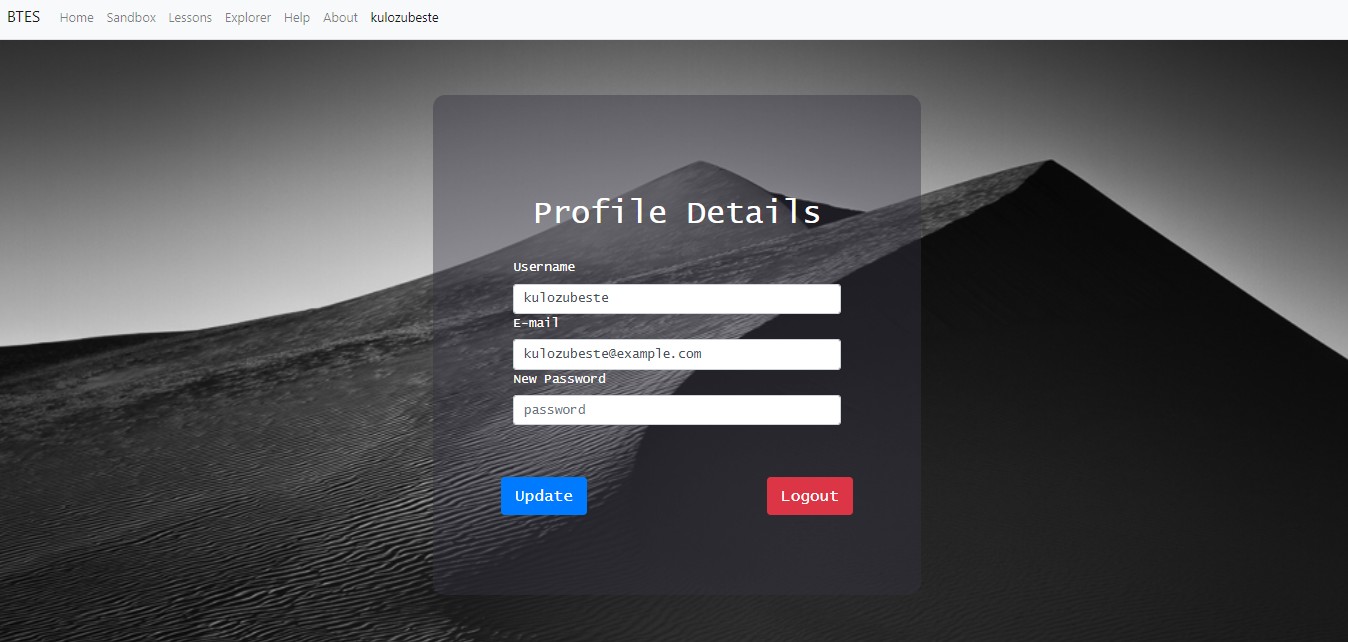 BTES Home Sandbox Lessons Explorer Help About kulozubeste
Profile Details
Username
kulozubeste
E-mail
kulozubeste@example.com
New Password
password
Update Logout